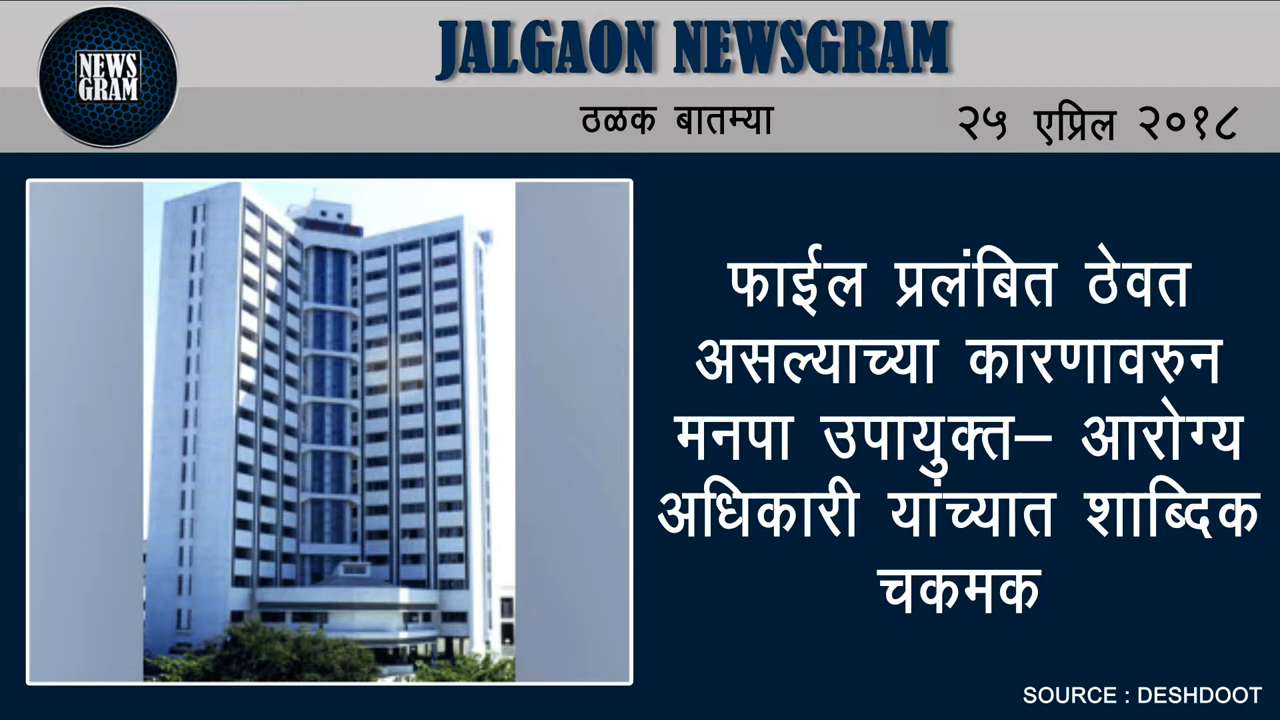 NEWS
GRAM
JALGAON NEWSGRAM
ठळक बातम्या
२५ एप्रिल २०१८
फाईल प्रलंबित ठेवत
असल्याच्या कारणावरुन
मनपा उपायुक्त– आरोग्य
अधिकारी यांच्यात शाब्दिक
चकमक
SOURCE : DESHDOOT